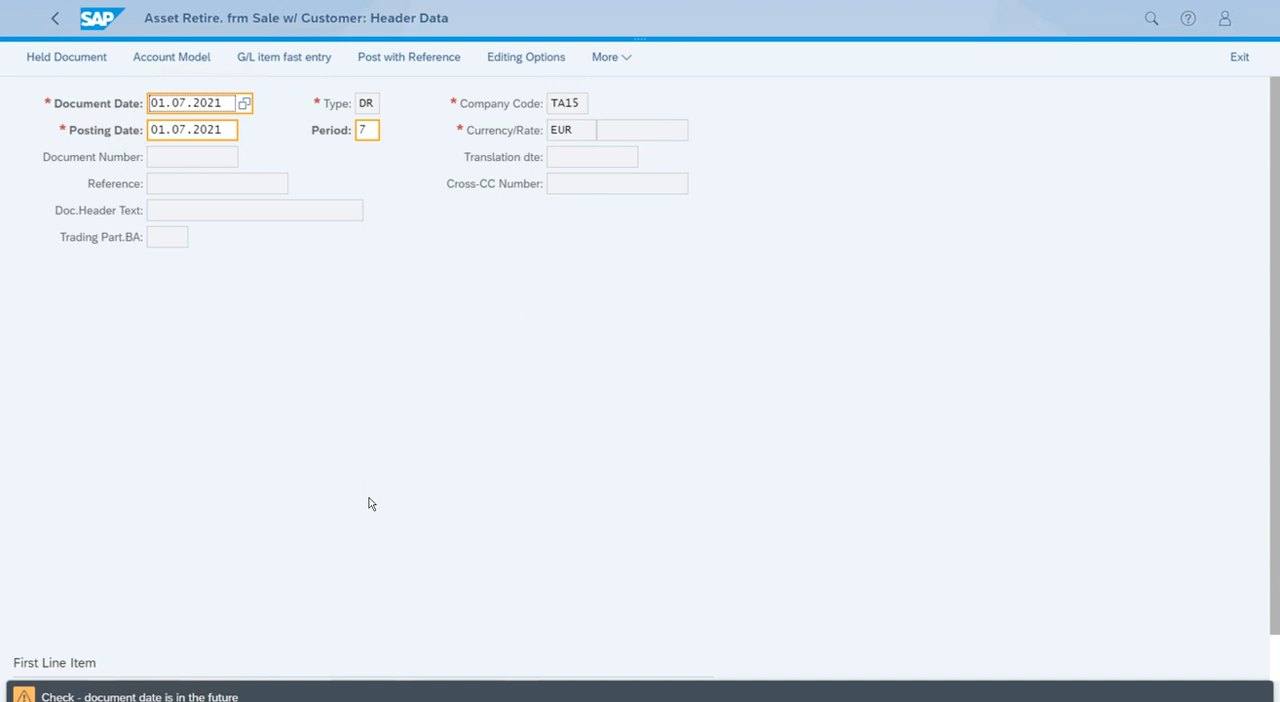 SAP Asset Retire. frm Sale w/ Customer: Header Data
Held Document Account Model G/L item fast entry Post with Reference Editing Options More Exit
* Document Date: 01.07.2021 * Type: DR * Company Code: TA15
* Posting Date: 01.07.2021 Period: 7 * Currency/Rate: EUR
Document Number: Translation dte:
Reference: Cross-CC Number:
Doc.Header Text:
Trading Part.BA:
First Line Item
Check - document date is in the future